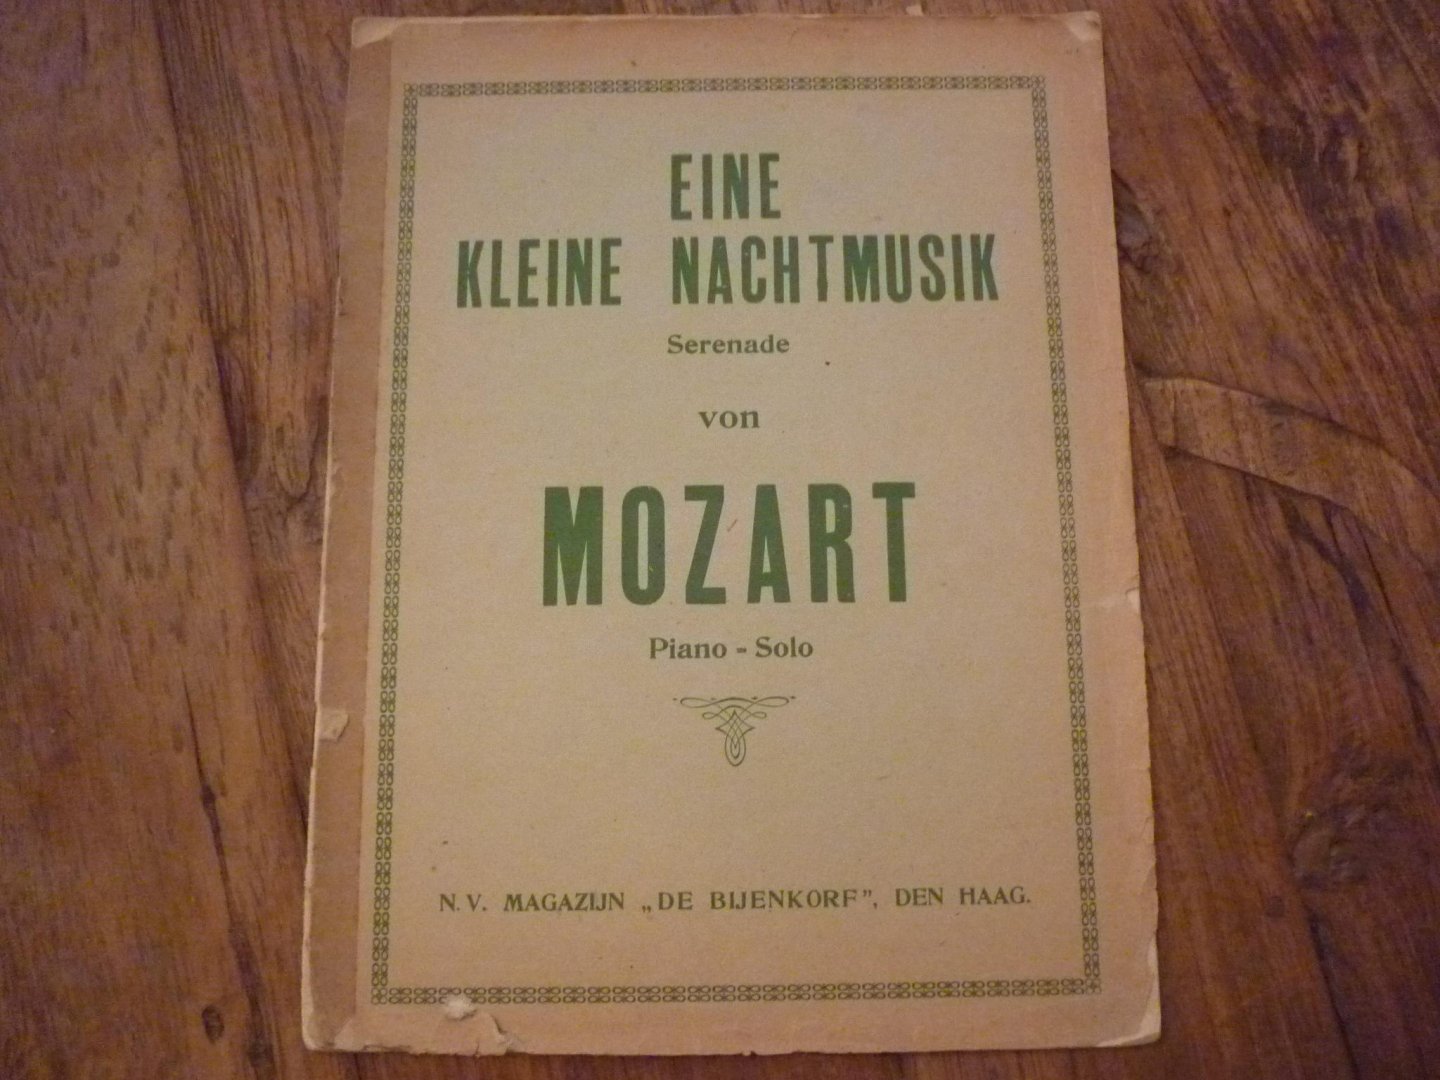 EINE
KLEINE NACHTMUSIK
Serenade
von
MOZART
Piano - Solo
N. V. MAGAZIJN „DE BIJENKORF”, DEN HAAG.